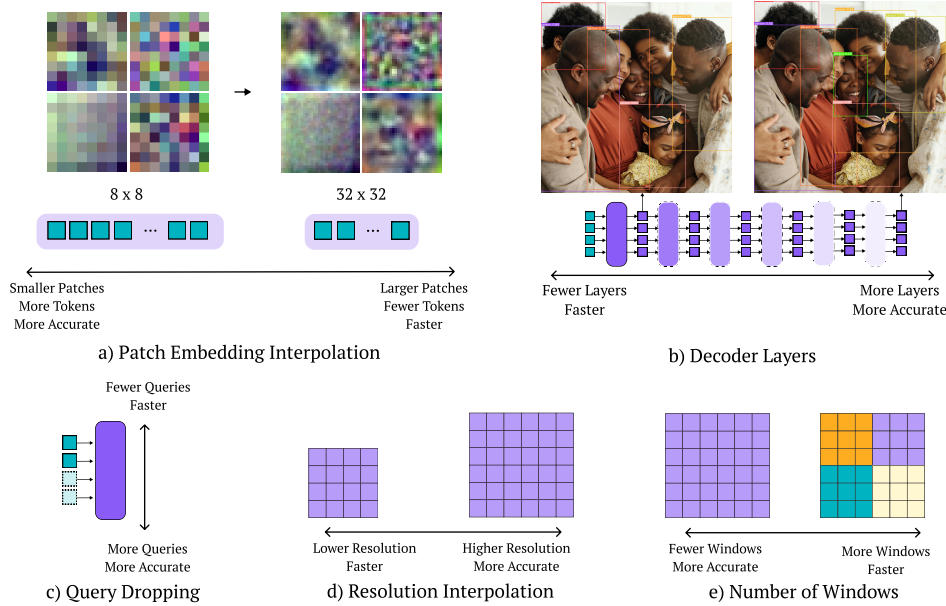 8 x 8
32 x 32
...
...
Smaller Patches
More Tokens
More Accurate
Larger Patches
Fewer Tokens
Faster
a) Patch Embedding Interpolation
Fewer Layers
Faster
More Layers
More Accurate
b) Decoder Layers
Fewer Queries
Faster
More Queries
More Accurate
c) Query Dropping
Lower Resolution
Faster
Higher Resolution
More Accurate
d) Resolution Interpolation
Fewer Windows
More Accurate
More Windows
Faster
e) Number of Windows